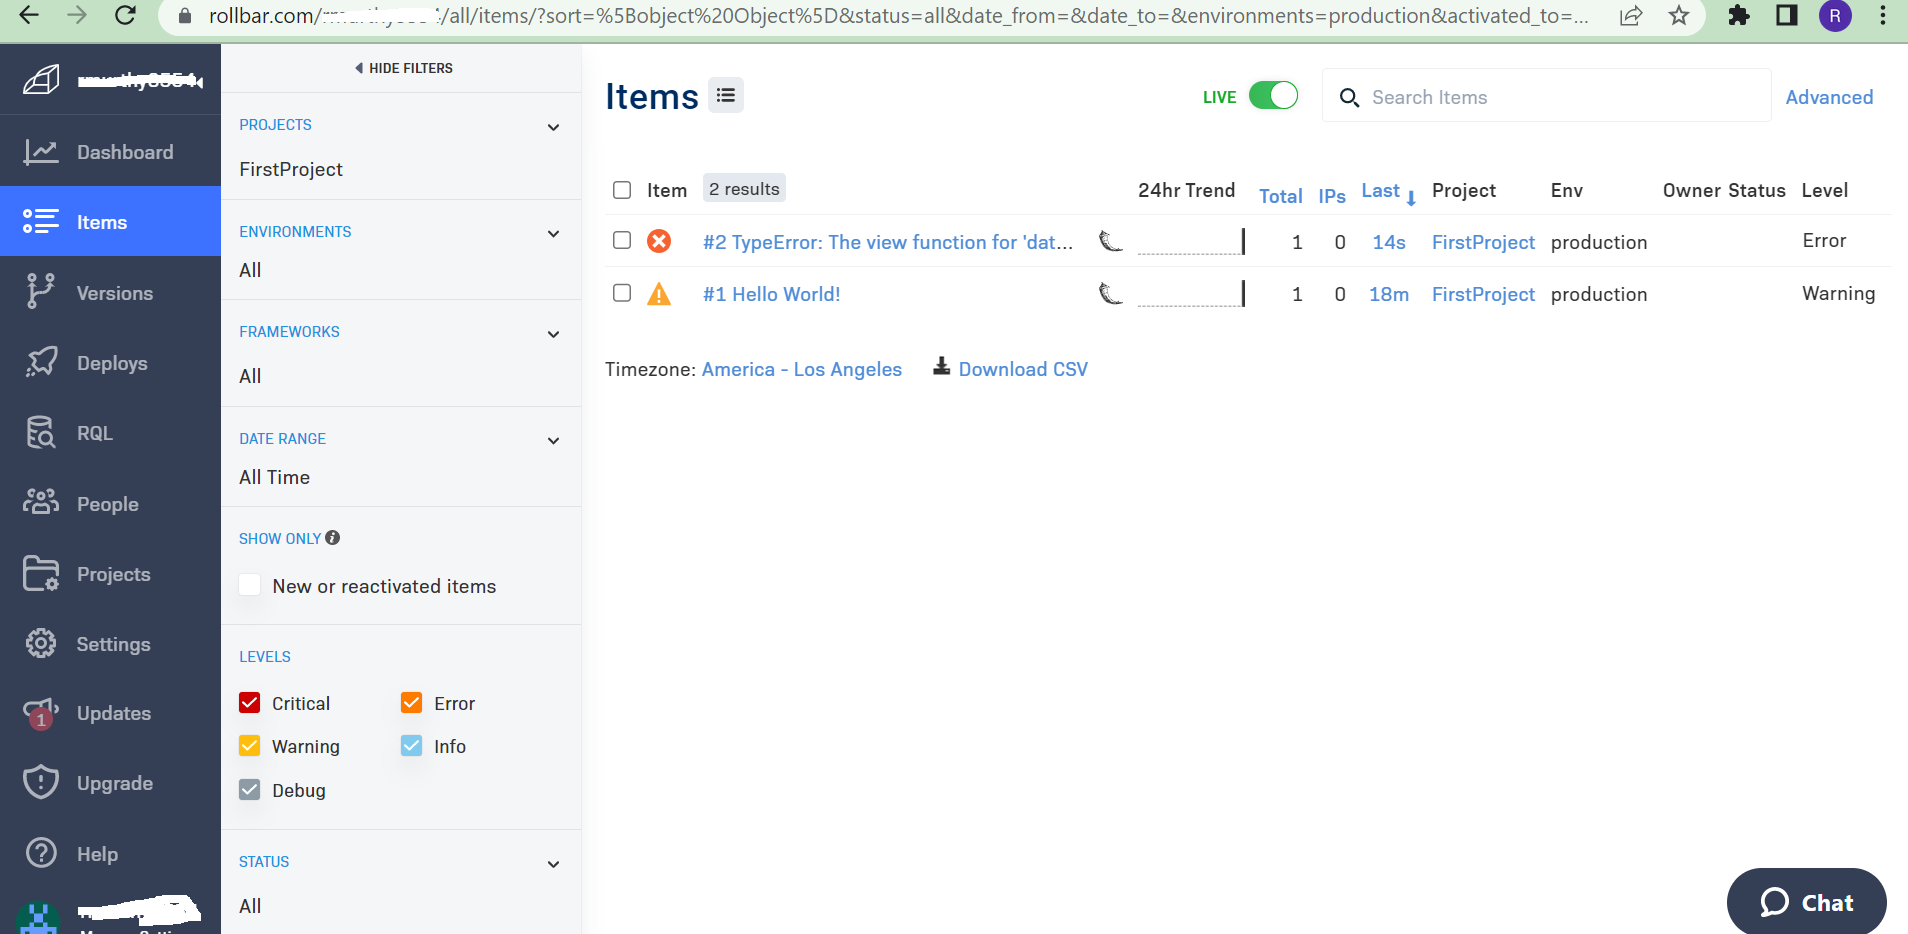 rollbar.com/ /all/items/?sort=%5Bobject%20Object%5D&status=all&date_from=&date_to=&environments=production&activated_to=...
R
HIDE FILTERS
Dashboard
Items
Versions
Deploys
RQL
People
Projects
Settings
1
Updates
Upgrade
Help
PROJECTS
FirstProject
ENVIRONMENTS
All
FRAMEWORKS
All
DATE RANGE
All Time
SHOW ONLY i
New or reactivated items
LEVELS
Critical Error
Warning Info
Debug
STATUS
All
Items
LIVE
Search Items
Advanced
Item 2 results 24hr Trend Total IPs Last Project Env Owner Status Level
#2 TypeError: The view function for 'dat... 1 0 14s FirstProject production Error
#1 Hello World! 1 0 18m FirstProject production Warning
Timezone: America - Los Angeles Download CSV
Chat